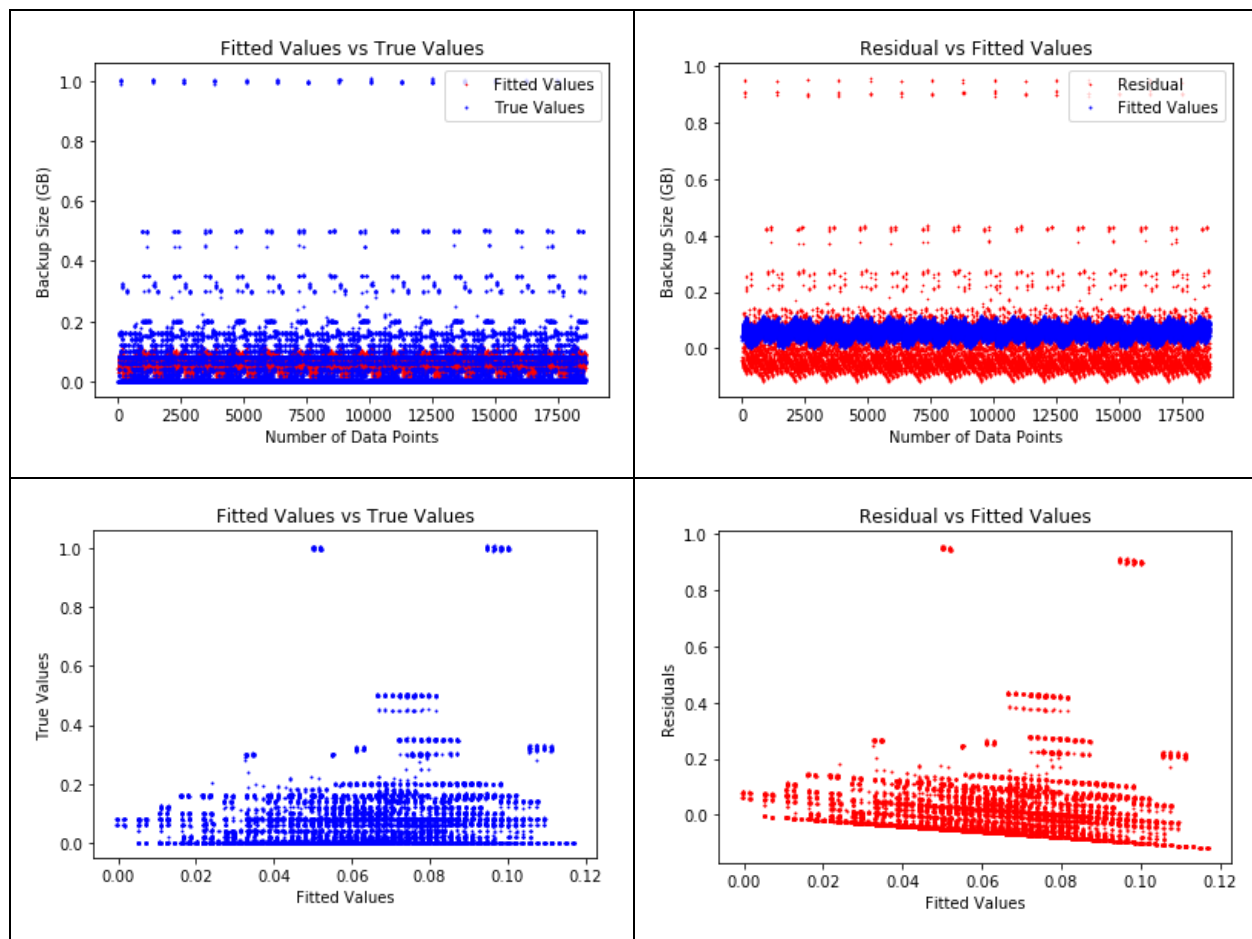 Fitted Values vs True Values
Backup Size (GB)
1.0
0.8
0.6
0.4
0.2
0.0
Fitted Values
True Values
0 2500 5000 7500 10000 12500 15000 17500
Number of Data Points
Residual vs Fitted Values
Backup Size (GB)
1.0
0.8
0.6
0.4
0.2
0.0
Residual
Fitted Values
0 2500 5000 7500 10000 12500 15000 17500
Number of Data Points
Fitted Values vs True Values
True Values
1.0
0.8
0.6
0.4
0.2
0.0
0.00 0.02 0.04 0.06 0.08 0.10 0.12
Fitted Values
Residual vs Fitted Values
Residuals
1.0
0.8
0.6
0.4
0.2
0.0
0.00 0.02 0.04 0.06 0.08 0.10 0.12
Fitted Values